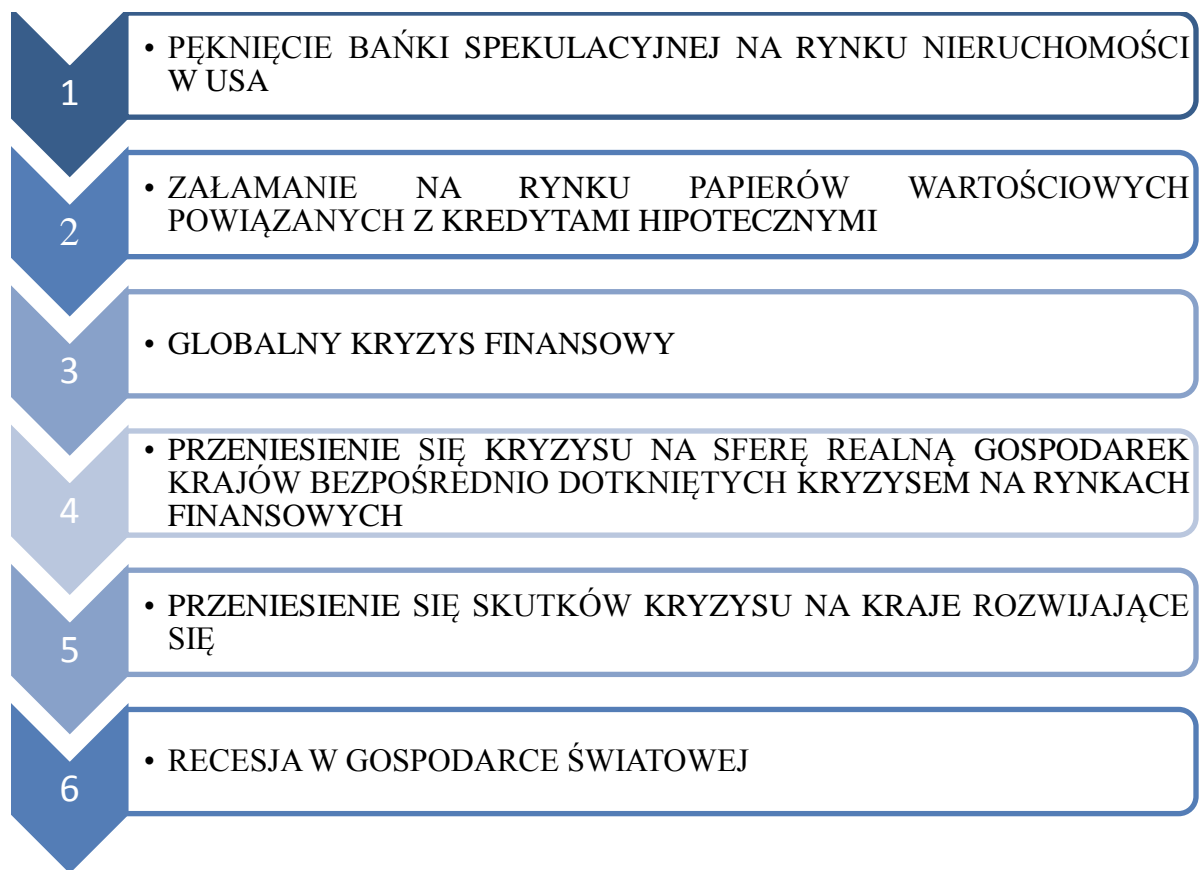 1
• PĘKNIĘCIE BAŃKI SPEKULACYJNEJ NA RYNKU NIERUCHOMOŚCI
W USA
2
• ZAŁAMANIE NA RYNKU PAPIERÓW WARTOŚCIOWYCH
POWIĄZANYCH Z KREDYTAMI HIPOTECZNYMI
3
• GLOBALNY KRYZYS FINANSOWY
4
• PRZENIESIENIE SIĘ KRYZYSU NA SFERĘ REALNĄ GOSPODAREK
KRAJÓW BEZPOŚREDNIO DOTKNIĘTYCH KRYZYSEM NA RYNKACH
FINANSOWYCH
5
• PRZENIESIENIE SIĘ SKUTKÓW KRYZYSU NA KRAJE ROZWIJAJĄCE
SIĘ
6
• RECESJA W GOSPODARCE ŚWIATOWEJ